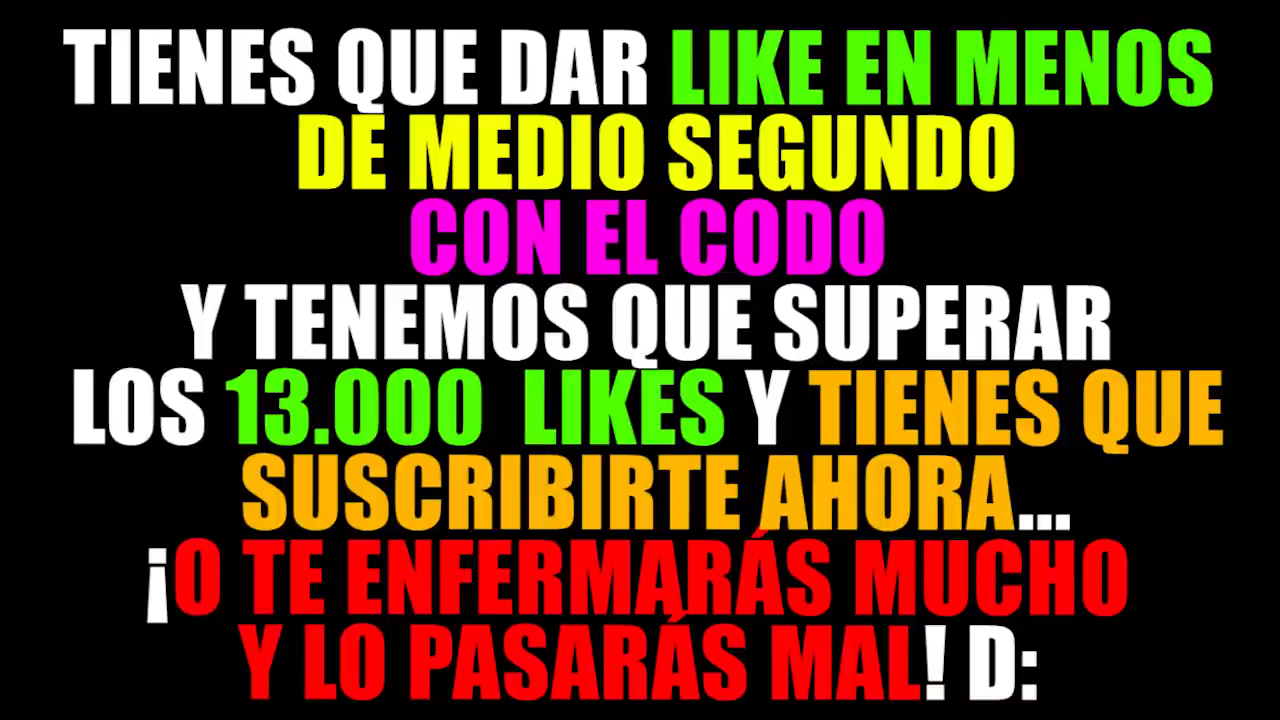 TIENES QUE DAR LIKE EN MENOS
DE MEDIO SEGUNDO
CON EL CODO
Y TENEMOS QUE SUPERAR
LOS 13.000 LIKES Y TIENES QUE
SUSCRIBIRTE AHORA...
¡O TE ENFERMARÁS MUCHO
Y LO PASARÁS MAL! D: